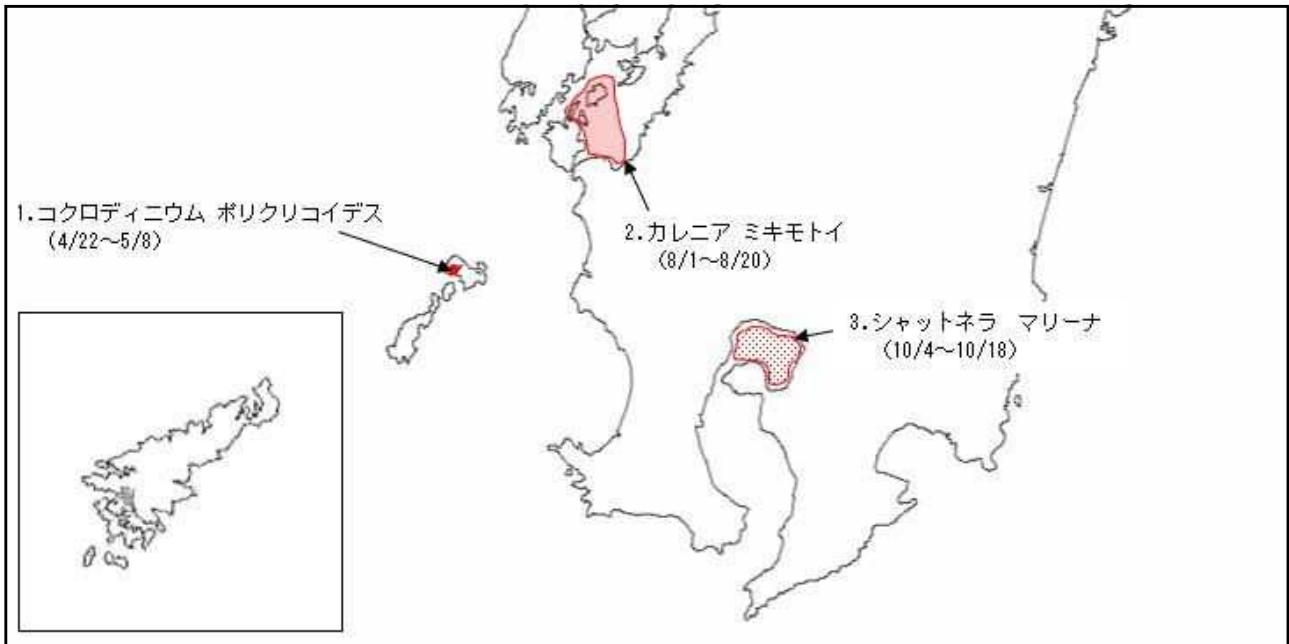 1.コクロディニウム ポリクリコイデス
(4/22～5/8)
2.カレニア ミキモトイ
(8/1～8/20)
3.シャットネラ　マリーナ
(10/4～10/18)